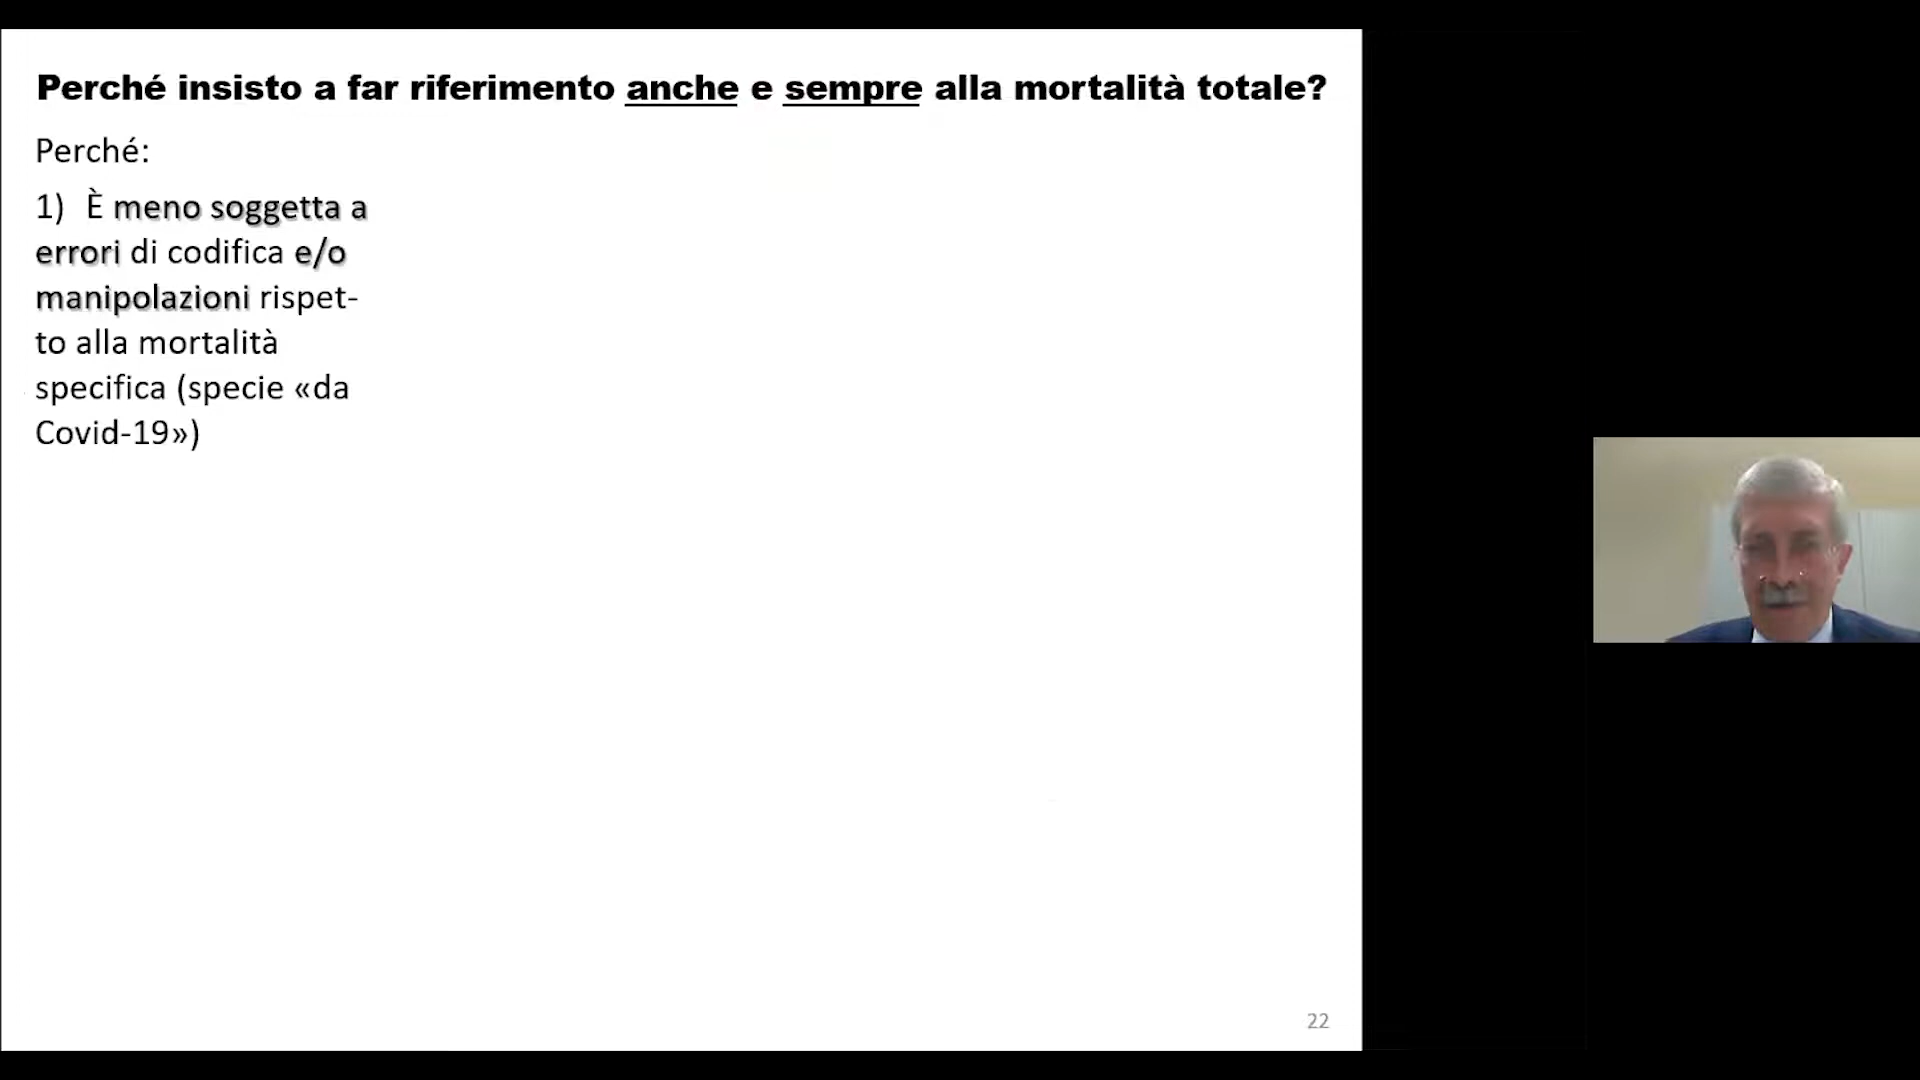 Perché insisto a far riferimento anche e sempre alla mortalità totale?
Perché:
1) È meno soggetta a
errori di codifica e/o
manipolazioni rispet-
to alla mortalità
specifica (specie «da
Covid-19»)
22